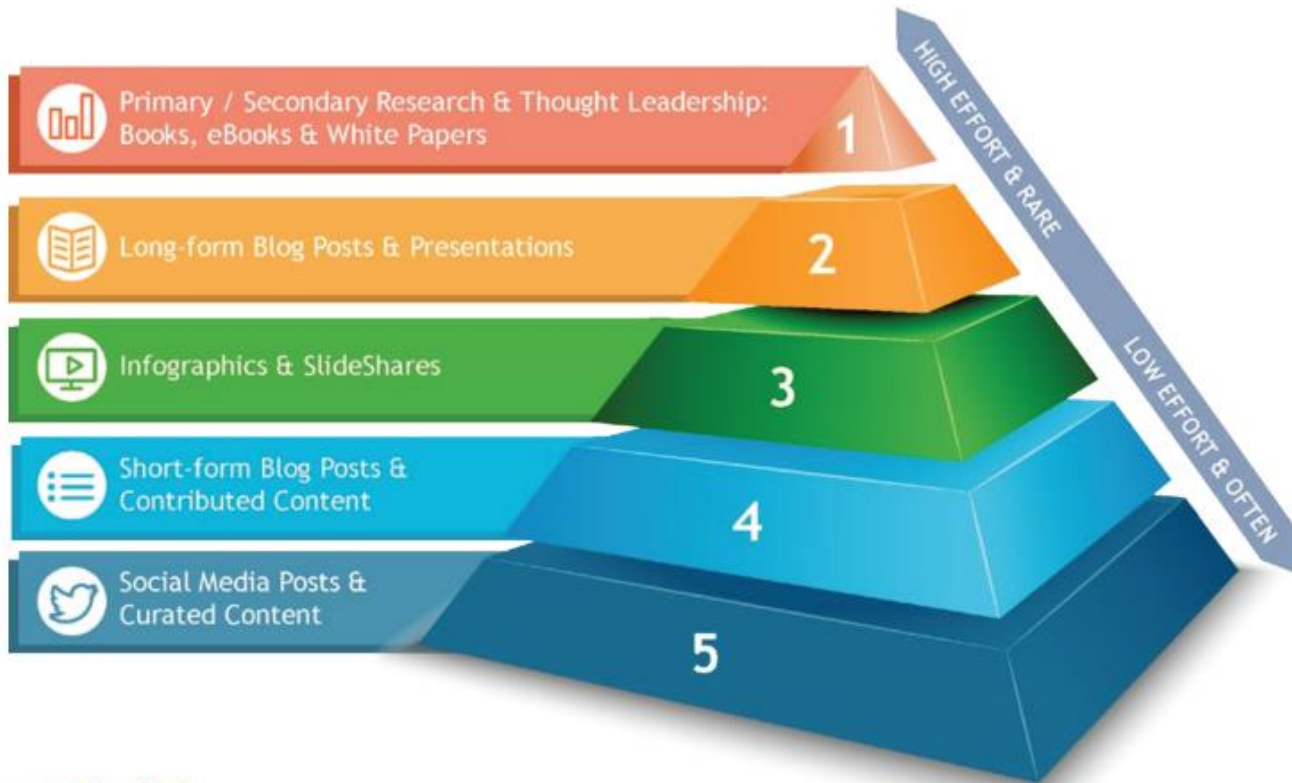 Primary / Secondary Research & Thought Leadership:
Books, eBooks & White Papers
1
Long-form Blog Posts & Presentations
2
Infographics & SlideShares
3
Short-form Blog Posts &
Contributed Content
4
Social Media Posts &
Curated Content
5
HIGH EFFORT & RARE
LOW EFFORT & OFTEN